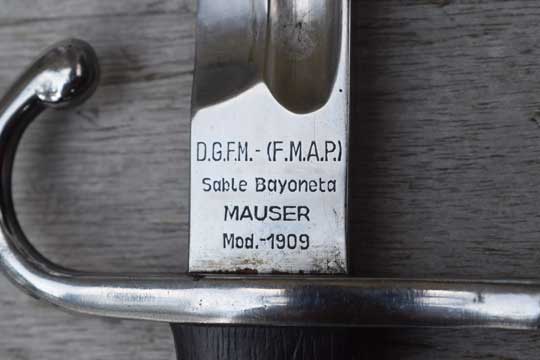 D.G.F.M.- (F.M.A.P.)
Sable Bayoneta
MAUSER
Mod.-1909